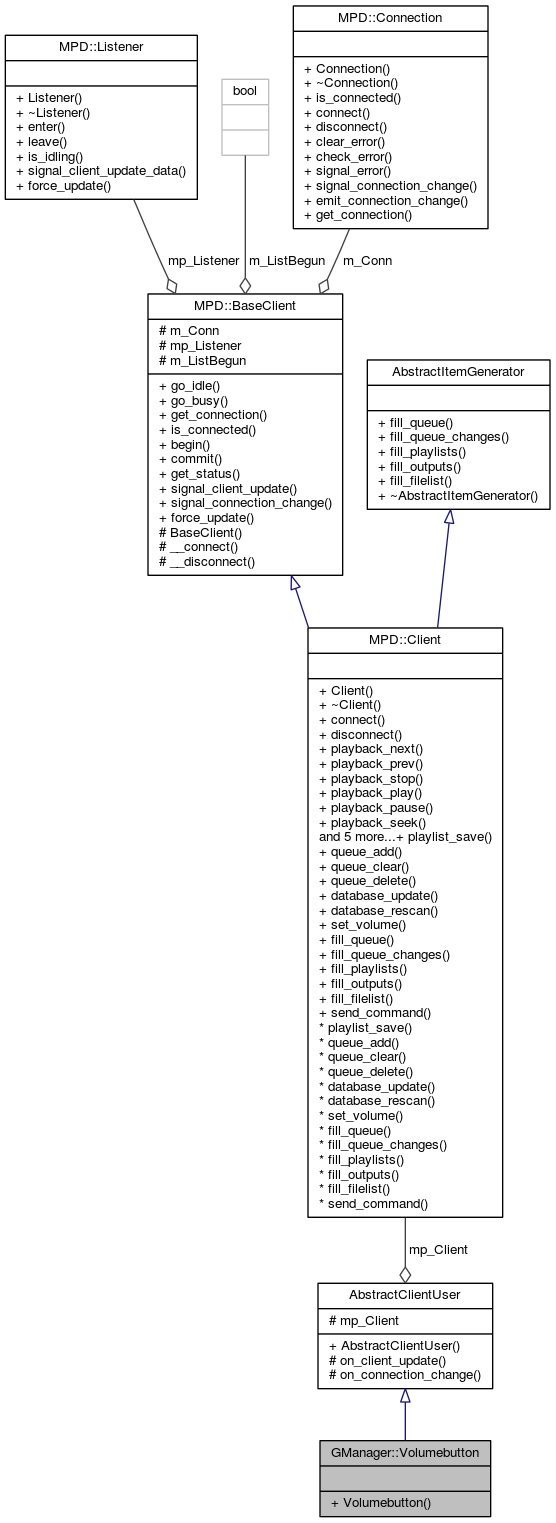 MPD::Connection
+ Connection()
+ ~Connection()
+ is_connected()
+ connect()
+ disconnect()
+ clear_error()
+ check_error()
+ signal_error()
+ signal_connection_change()
+ emit_connection_change()
+ get_connection()
MPD::Listener
+ Listener()
+ ~Listener()
+ enter()
+ leave()
+ is_idling()
+ signal_client_update_data()
+ force_update()
bool
mp_Listener
m_ListBegun
m_Conn
MPD::BaseClient
# m_Conn
# mp_Listener
# m_ListBegun
+ go_idle()
+ go_busy()
+ get_connection()
+ is_connected()
+ begin()
+ commit()
+ get_status()
+ signal_client_update()
+ signal_connection_change()
+ force_update()
# BaseClient()
# __connect()
# __disconnect()
AbstractItemGenerator
+ fill_queue()
+ fill_queue_changes()
+ fill_playlists()
+ fill_outputs()
+ fill_filelist()
+ ~AbstractItemGenerator()
MPD::Client
+ Client()
+ ~Client()
+ connect()
+ disconnect()
+ playback_next()
+ playback_prev()
+ playback_stop()
+ playback_play()
+ playback_pause()
+ playback_seek()
and 5 more...+ playlist_save()
+ queue_add()
+ queue_clear()
+ queue_delete()
+ database_update()
+ database_rescan()
+ set_volume()
+ fill_queue()
+ fill_queue_changes()
+ fill_playlists()
+ fill_outputs()
+ fill_filelist()
+ send_command()
* playlist_save()
* queue_add()
* queue_clear()
* queue_delete()
* database_update()
* database_rescan()
* set_volume()
* fill_queue()
* fill_queue_changes()
* fill_playlists()
* fill_outputs()
* fill_filelist()
* send_command()
mp_Client
AbstractClientUser
# mp_Client
+ AbstractClientUser()
# on_client_update()
# on_connection_change()
GManager::Volumebutton
+ Volumebutton()